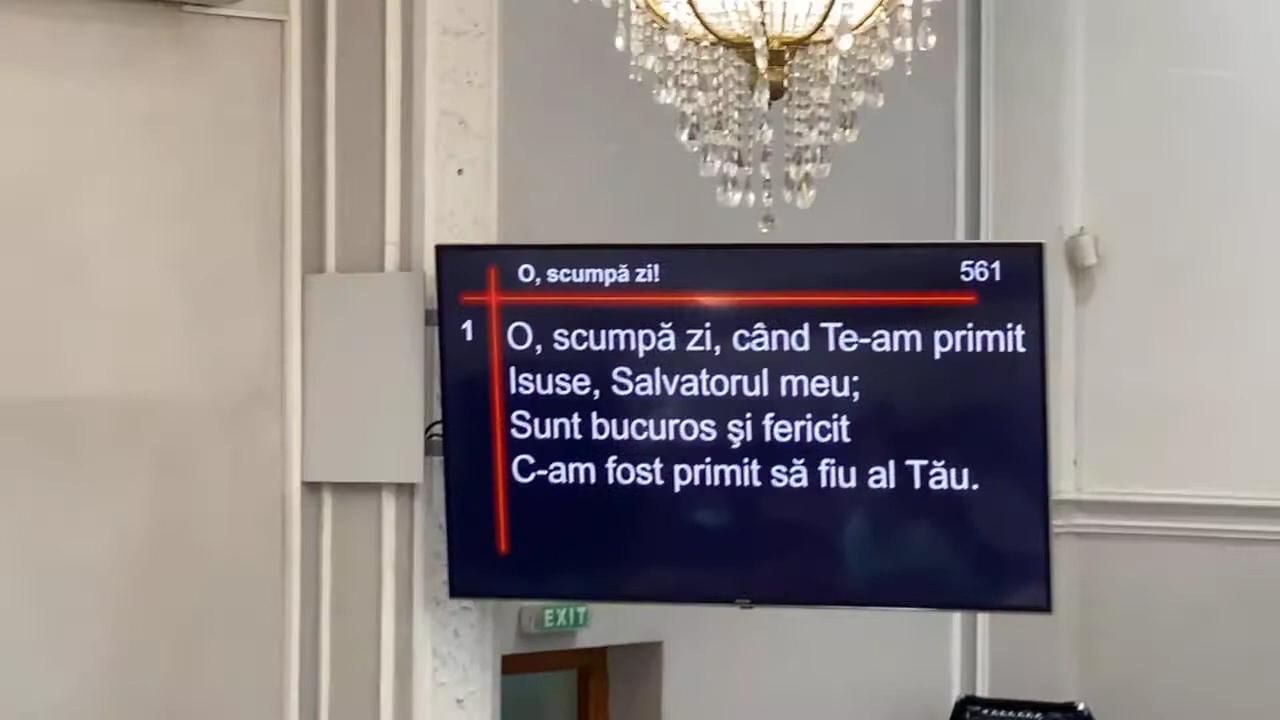 O, scumpă zi!
561
1
O, scumpă zi, când Te-am primit
Isuse, Salvatorul meu;
Sunt bucuros şi fericit
C-am fost primit să fiu al Tău.
EXIT